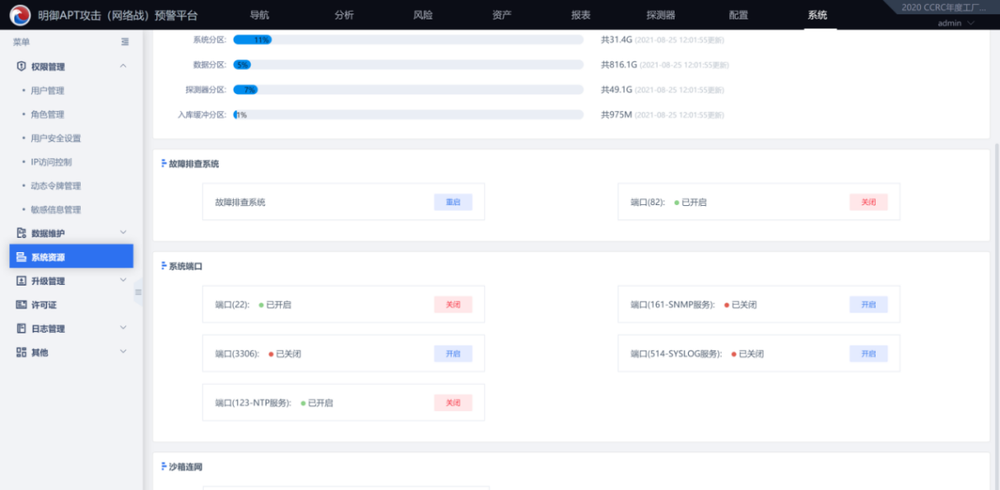 明御APT攻击（网络战）预警平台
导航
分析
风险
资产
报表
探测器
配置
系统
2020 CCRC年度工厂...
admin
菜单
权限管理
用户管理
角色管理
用户安全设置
IP访问控制
动态令牌管理
敏感信息管理
数据维护
系统资源
升级管理
许可证
日志管理
其他
系统分区: 11% 共31.4G (2021-08-25 12:01:55更新)
数据分区: 5% 共816.1G (2021-08-25 12:01:55更新)
探测器分区: 7% 共49.1G (2021-08-25 12:01:55更新)
入库缓冲分区: 1% 共975M (2021-08-25 12:01:55更新)
故障排查系统
故障排查系统 重启
端口(82): 已开启 关闭
系统端口
端口(22): 已开启 关闭
端口(161-SNMP服务): 已关闭 开启
端口(3306): 已关闭 开启
端口(514-SYSLOG服务): 已关闭 开启
端口(123-NTP服务): 已开启 关闭
沙箱连网